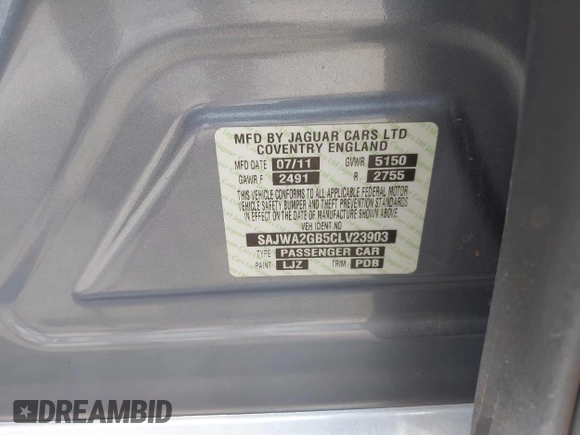 MFD BY JAGUAR CARS LTD
COVENTRY ENGLAND
MFD DATE 07/11 GVWR 5150
GAWR F 2491 R 2755
THIS VEHICLE CONFORMS TO ALL APPLICABLE FEDERAL MOTOR
VEHICLE SAFETY BUMPER AND THEFT PREVENTION STANDARDS
IN EFFECT ON THE DATE OF MANUFACTURE SHOWN ABOVE.
VEH IDENT NO
SAJWA2GB5CLV23903
TYPE PASSENGER CAR
PAINT LJZ TRIM PDB
DREAMBID